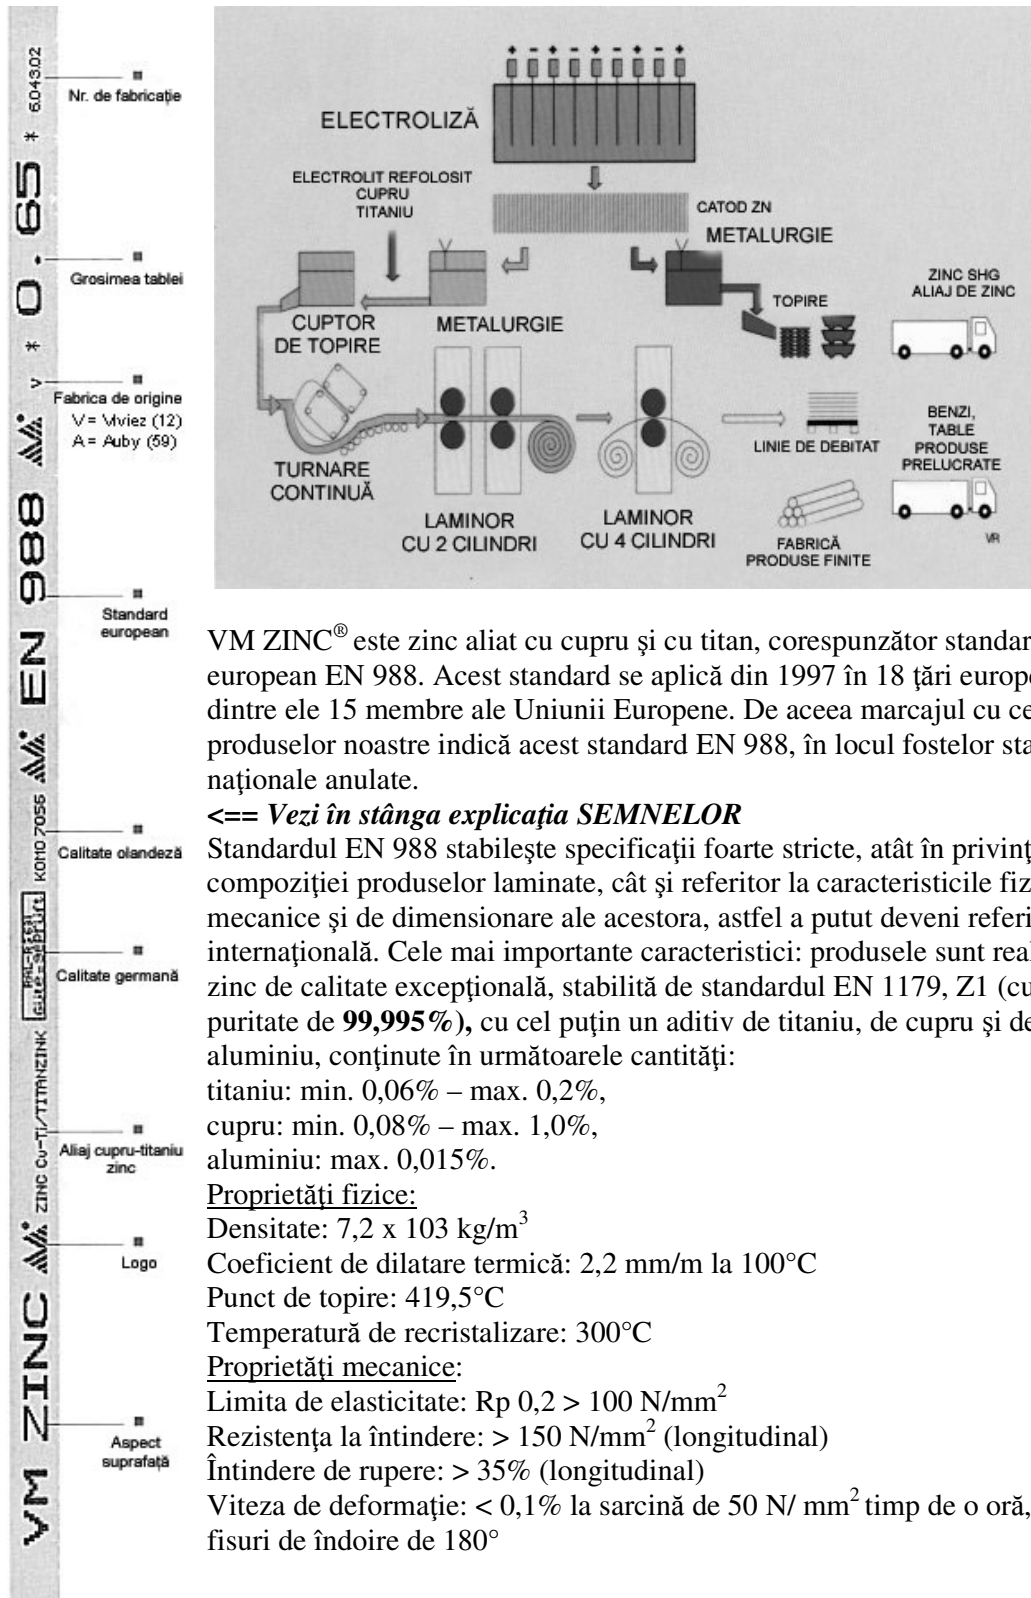 6.043.02
Nr. de fabricaţie
*
0.65
Grosimea tablei
*
v
Fabrica de origine
V = Viviez (12)
A = Auby (59)
EN 988
Standard
european
KOMO 7056
Calitate olandeză
RAL-RG681
Güte=geprüft
Calitate germană
ZINC Cu-Ti/TITANZINK
Aliaj cupru-titaniu
zinc
Logo
VM ZINC
Aspect
suprafaţă
+ - + - + - + - +
ELECTROLIZĂ
ELECTROLIT REFOLOSIT
CUPRU
TITANIU
CATOD ZN
METALURGIE
ZINC SHG
ALIAJ DE ZINC
TOPIRE
CUPTOR
DE TOPIRE
METALURGIE
TURNARE
CONTINUĂ
LAMINOR
CU 2 CILINDRI
LAMINOR
CU 4 CILINDRI
LINIE DE DEBITAT
BENZI,
TABLE
PRODUSE
PRELUCRATE
FABRICĂ
PRODUSE FINITE
VR
VM ZINC® este zinc aliat cu cupru şi cu titan, corespunzător standar
european EN 988. Acest standard se aplică din 1997 în 18 ţări europe
dintre ele 15 membre ale Uniunii Europene. De aceea marcajul cu ce
produselor noastre indică acest standard EN 988, în locul fostelor sta
naţionale anulate.
<== Vezi în stânga explicaţia SEMNELOR
Standardul EN 988 stabileşte specificaţii foarte stricte, atât în privinţ
compoziţiei produselor laminate, cât şi referitor la caracteristicile fiz
mecanice şi de dimensionare ale acestora, astfel a putut deveni referi
internaţională. Cele mai importante caracteristici: produsele sunt real
zinc de calitate excepţională, stabilită de standardul EN 1179, Z1 (cu
puritate de 99,995%), cu cel puţin un aditiv de titaniu, de cupru şi de
aluminiu, conţinute în următoarele cantităţi:
titaniu: min. 0,06% – max. 0,2%,
cupru: min. 0,08% – max. 1,0%,
aluminiu: max. 0,015%.
Proprietăţi fizice:
Densitate: 7,2 x 103 kg/m³
Coeficient de dilatare termică: 2,2 mm/m la 100°C
Punct de topire: 419,5°C
Temperatură de recristalizare: 300°C
Proprietăţi mecanice:
Limita de elasticitate: Rp 0,2 > 100 N/mm²
Rezistenţa la întindere: > 150 N/mm² (longitudinal)
Întindere de rupere: > 35% (longitudinal)
Viteza de deformaţie: < 0,1% la sarcină de 50 N/ mm² timp de o oră,
fisuri de îndoire de 180°